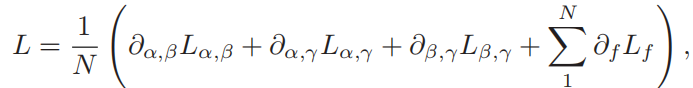 L = \frac{1}{N} \left( \partial_{\alpha,\beta} L_{\alpha,\beta} + \partial_{\alpha,\gamma} L_{\alpha,\gamma} + \partial_{\beta,\gamma} L_{\beta,\gamma} + \sum_{1}^{N} \partial_f L_f \right),